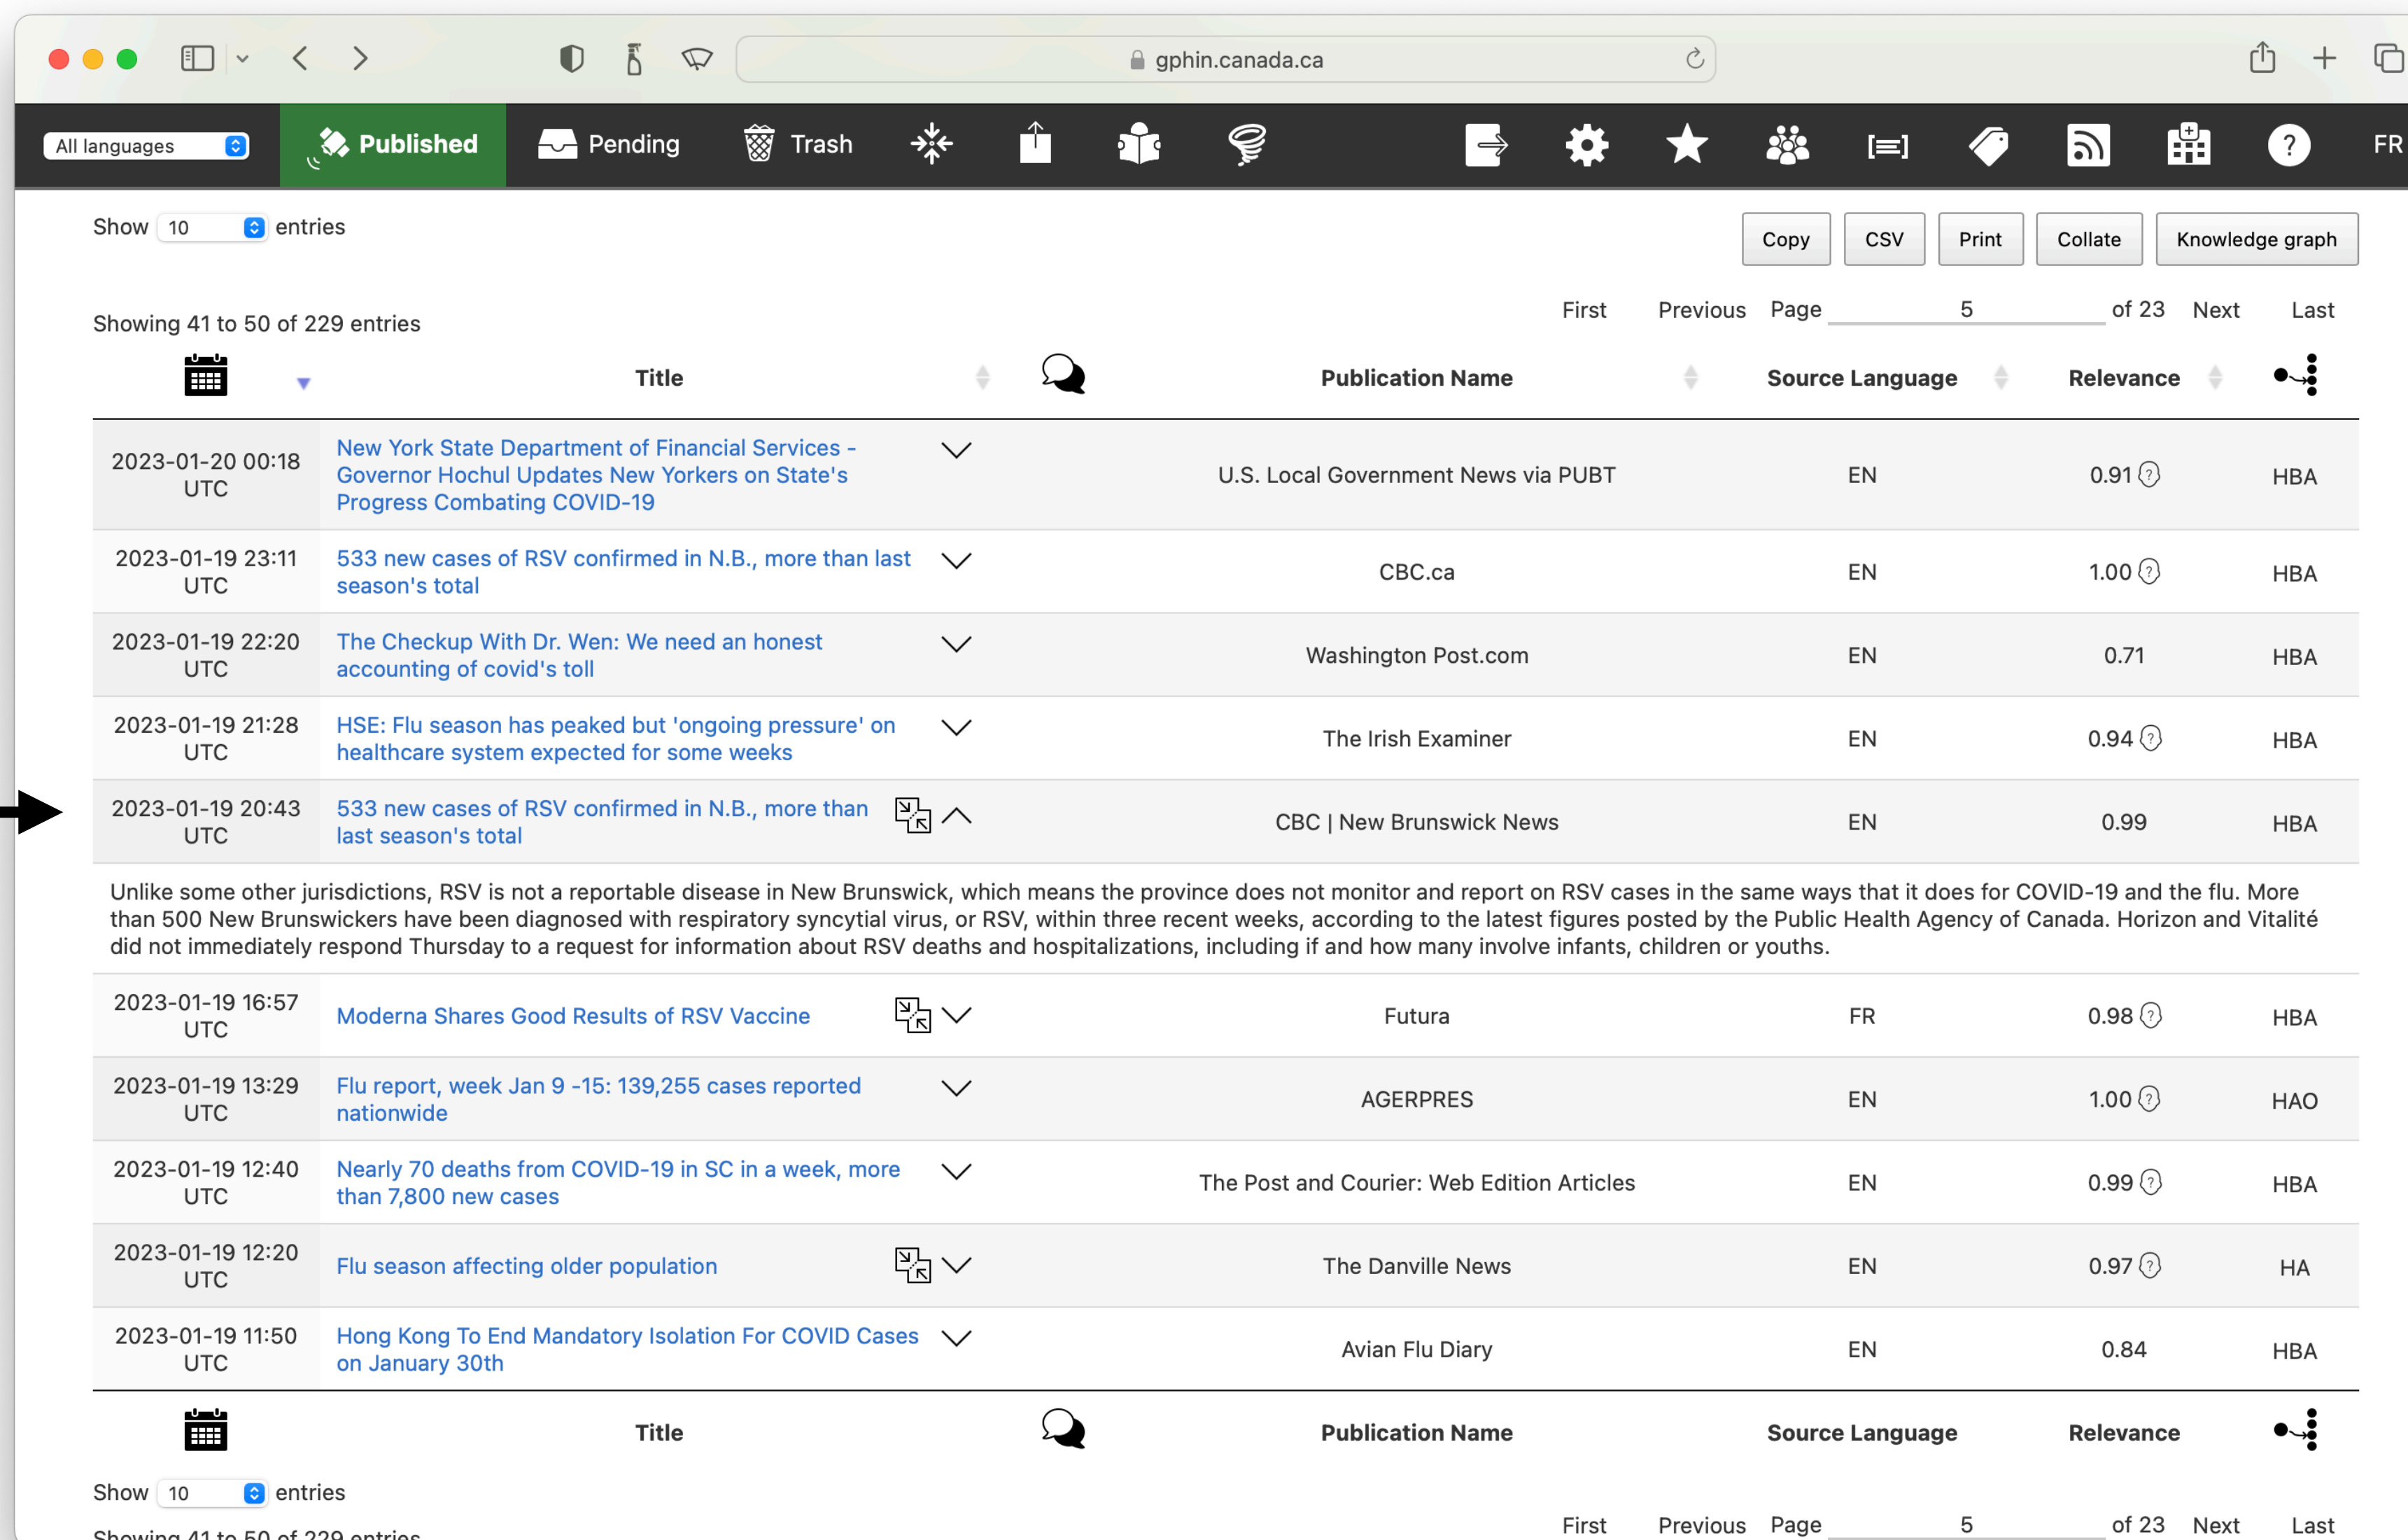 gphin.canada.ca
All languages Published Pending Trash ? FR
Show 10 entries
Copy CSV Print Collate Knowledge graph
Showing 41 to 50 of 229 entries
First Previous Page 5 of 23 Next Last
Title Publication Name Source Language Relevance
2023-01-20 00:18 UTC
New York State Department of Financial Services -
Governor Hochul Updates New Yorkers on State's
Progress Combating COVID-19
U.S. Local Government News via PUBT EN 0.91 ? HBA
2023-01-19 23:11 UTC
533 new cases of RSV confirmed in N.B., more than last
season's total
CBC.ca EN 1.00 ? HBA
2023-01-19 22:20 UTC
The Checkup With Dr. Wen: We need an honest
accounting of covid's toll
Washington Post.com EN 0.71 HBA
2023-01-19 21:28 UTC
HSE: Flu season has peaked but 'ongoing pressure' on
healthcare system expected for some weeks
The Irish Examiner EN 0.94 ? HBA
2023-01-19 20:43 UTC
533 new cases of RSV confirmed in N.B., more than
last season's total
CBC | New Brunswick News EN 0.99 HBA
Unlike some other jurisdictions, RSV is not a reportable disease in New Brunswick, which means the province does not monitor and report on RSV cases in the same ways that it does for COVID-19 and the flu. More
than 500 New Brunswickers have been diagnosed with respiratory syncytial virus, or RSV, within three recent weeks, according to the latest figures posted by the Public Health Agency of Canada. Horizon and Vitalité
did not immediately respond Thursday to a request for information about RSV deaths and hospitalizations, including if and how many involve infants, children or youths.
2023-01-19 16:57 UTC
Moderna Shares Good Results of RSV Vaccine
Futura FR 0.98 ? HBA
2023-01-19 13:29 UTC
Flu report, week Jan 9 -15: 139,255 cases reported
nationwide
AGERPRES EN 1.00 ? HAO
2023-01-19 12:40 UTC
Nearly 70 deaths from COVID-19 in SC in a week, more
than 7,800 new cases
The Post and Courier: Web Edition Articles EN 0.99 ? HBA
2023-01-19 12:20 UTC
Flu season affecting older population
The Danville News EN 0.97 ? HA
2023-01-19 11:50 UTC
Hong Kong To End Mandatory Isolation For COVID Cases
on January 30th
Avian Flu Diary EN 0.84 HBA
Title Publication Name Source Language Relevance
Show 10 entries
Showing 41 to 50 of 229 entries
First Previous Page 5 of 23 Next Last